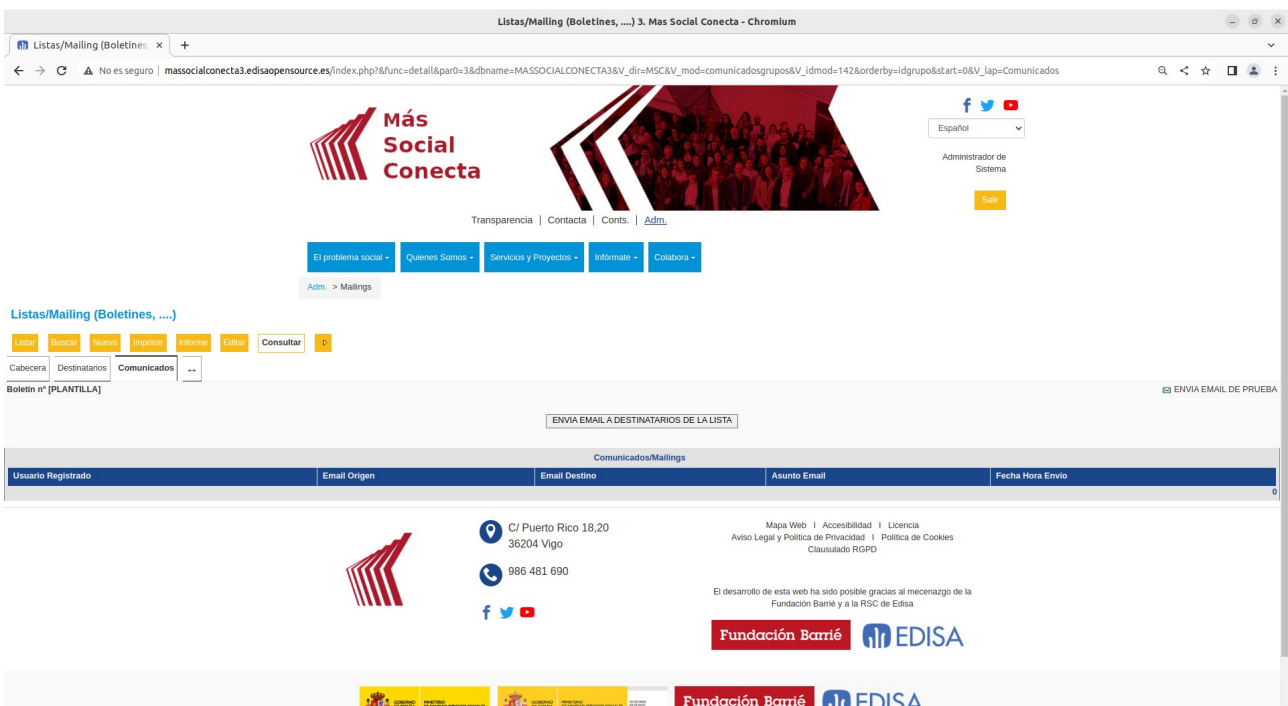 Listas/Mailing (Boletines, ....) 3. Mas Social Conecta - Chromium
Listas/Mailing (Boletines,
No es seguro | massocialconecta3.edisaopensource.es/index.php?&func=detail&par0=3&dbname=MASSOCIALCONECTA3&V_dir=MSC&V_mod=comunicadosgrupos&V_idmod=142&orderby=idgrupo&start=0&V_lap=Comunicados
Más
Social
Conecta
Español
Administrador de
Sistema
Salir
Transparencia | Contacta | Conts. | Adm.
El problema social Quienes Somos Servicios y Proyectos Infórmate Colabora
Adm. > Mailings
Listas/Mailing (Boletines, ....)
Listar Buscar Nuevo Imprimir Informe Editar Consultar
Cabecera Destinatarios Comunicados ↔
Boletín nº [PLANTILLA] ENVIA EMAIL DE PRUEBA
ENVIA EMAIL A DESTINATARIOS DE LA LISTA
Comunicados/Mailings
Usuario Registrado Email Origen Email Destino Asunto Email Fecha Hora Envío
0
C/ Puerto Rico 18,20
36204 Vigo
986 481 690
Mapa Web I Accesibilidad I Licencia
Aviso Legal y Política de Privacidad I Política de Cookies
Clausulado RGPD
El desarrollo de esta web ha sido posible gracias al mecenazgo de la
Fundación Barrié y a la RSC de Edisa
Fundación Barrié EDISA
GOBIERNO MINISTERIO GOBIERNO MINISTERIO Fundación Barrié EDISA